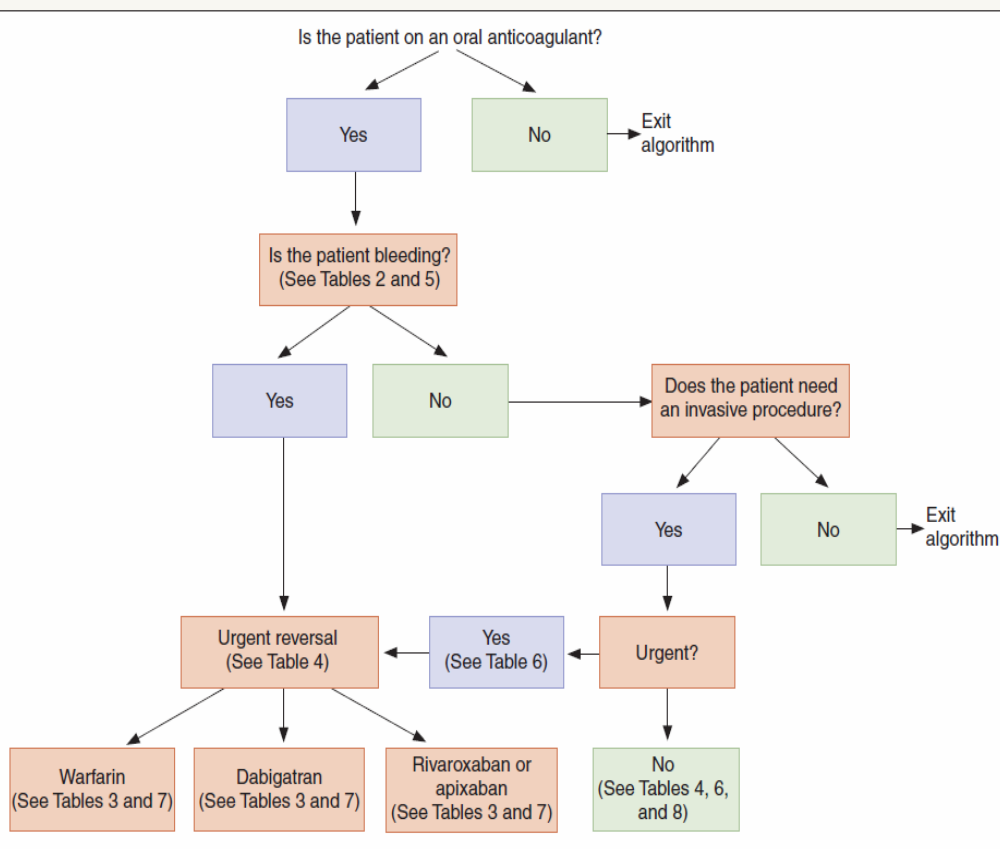 Is the patient on an oral anticoagulant?
Yes
No
Exit
algorithm
Is the patient bleeding?
(See Tables 2 and 5)
Yes
No
Does the patient need
an invasive procedure?
Yes
No
Exit
algorithm
Urgent reversal
(See Table 4)
Yes
(See Table 6)
Urgent?
Warfarin
(See Tables 3 and 7)
Dabigatran
(See Tables 3 and 7)
Rivaroxaban or
apixaban
(See Tables 3 and 7)
No
(See Tables 4, 6,
and 8)